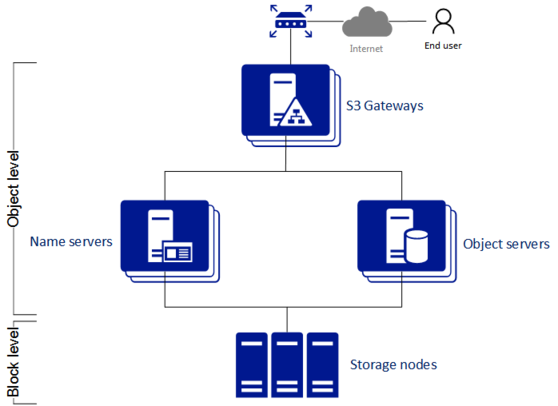 Internet
End user
S3 Gateways
Object level
Name servers
Object servers
Block level
Storage nodes